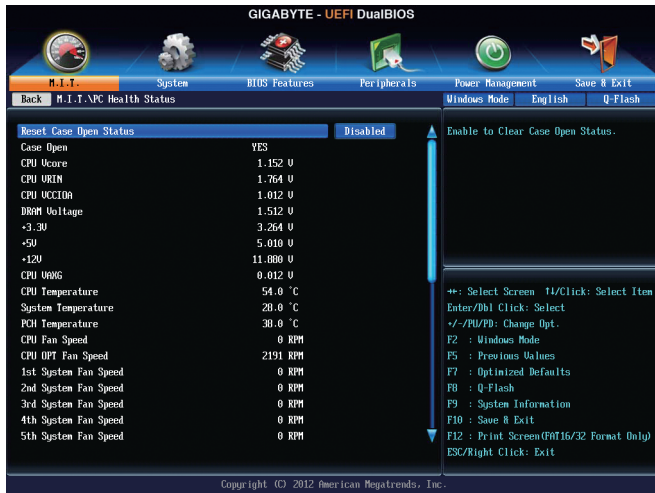 GIGABYTE - UEFI DualBIOS
M.I.T. System BIOS Features Peripherals Power Management Save & Exit
Back M.I.T.\PC Health Status Windows Mode English Q-Flash
Reset Case Open Status Disabled
Case Open YES
CPU Vcore 1.152 V
CPU VRIN 1.764 V
CPU VCCIOA 1.012 V
DRAM Voltage 1.512 V
+3.3V 3.264 V
+5V 5.010 V
+12V 11.880 V
CPU VAXG 0.012 V
CPU Temperature 54.0 °C
System Temperature 28.0 °C
PCH Temperature 38.0 °C
CPU Fan Speed 0 RPM
CPU OPT Fan Speed 2191 RPM
1st System Fan Speed 0 RPM
2nd System Fan Speed 0 RPM
3rd System Fan Speed 0 RPM
4th System Fan Speed 0 RPM
5th System Fan Speed 0 RPM
Enable to Clear Case Open Status.
→←: Select Screen ↑↓/Click: Select Item
Enter/Dbl Click: Select
+/-/PU/PD: Change Opt.
F2 : Windows Mode
F5 : Previous Values
F7 : Optimized Defaults
F8 : Q-Flash
F9 : System Information
F10 : Save & Exit
F12 : Print Screen(FAT16/32 Format Only)
ESC/Right Click: Exit
Copyright (C) 2012 American Megatrends, Inc.